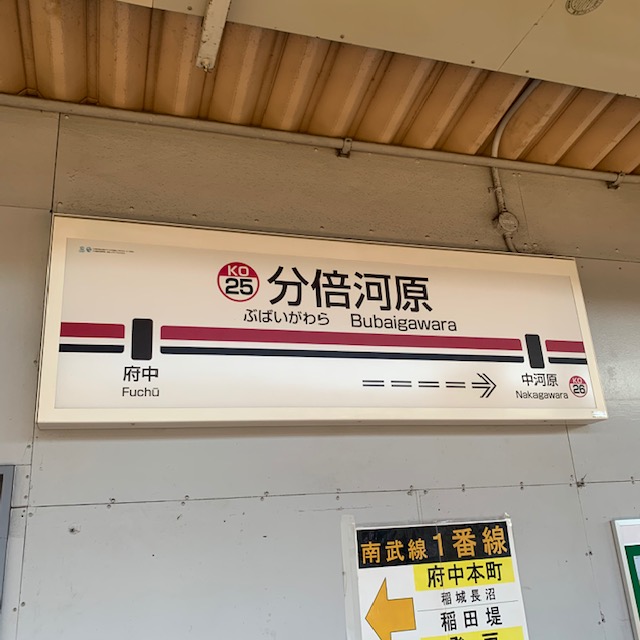 KO
25
分倍河原
ぶばいがわら Bubaigawara
府中
Fuchū
中河原
Nakagawara
KO
26
南武線1番線
府中本町
稲城長沼
稲田堤
登戸